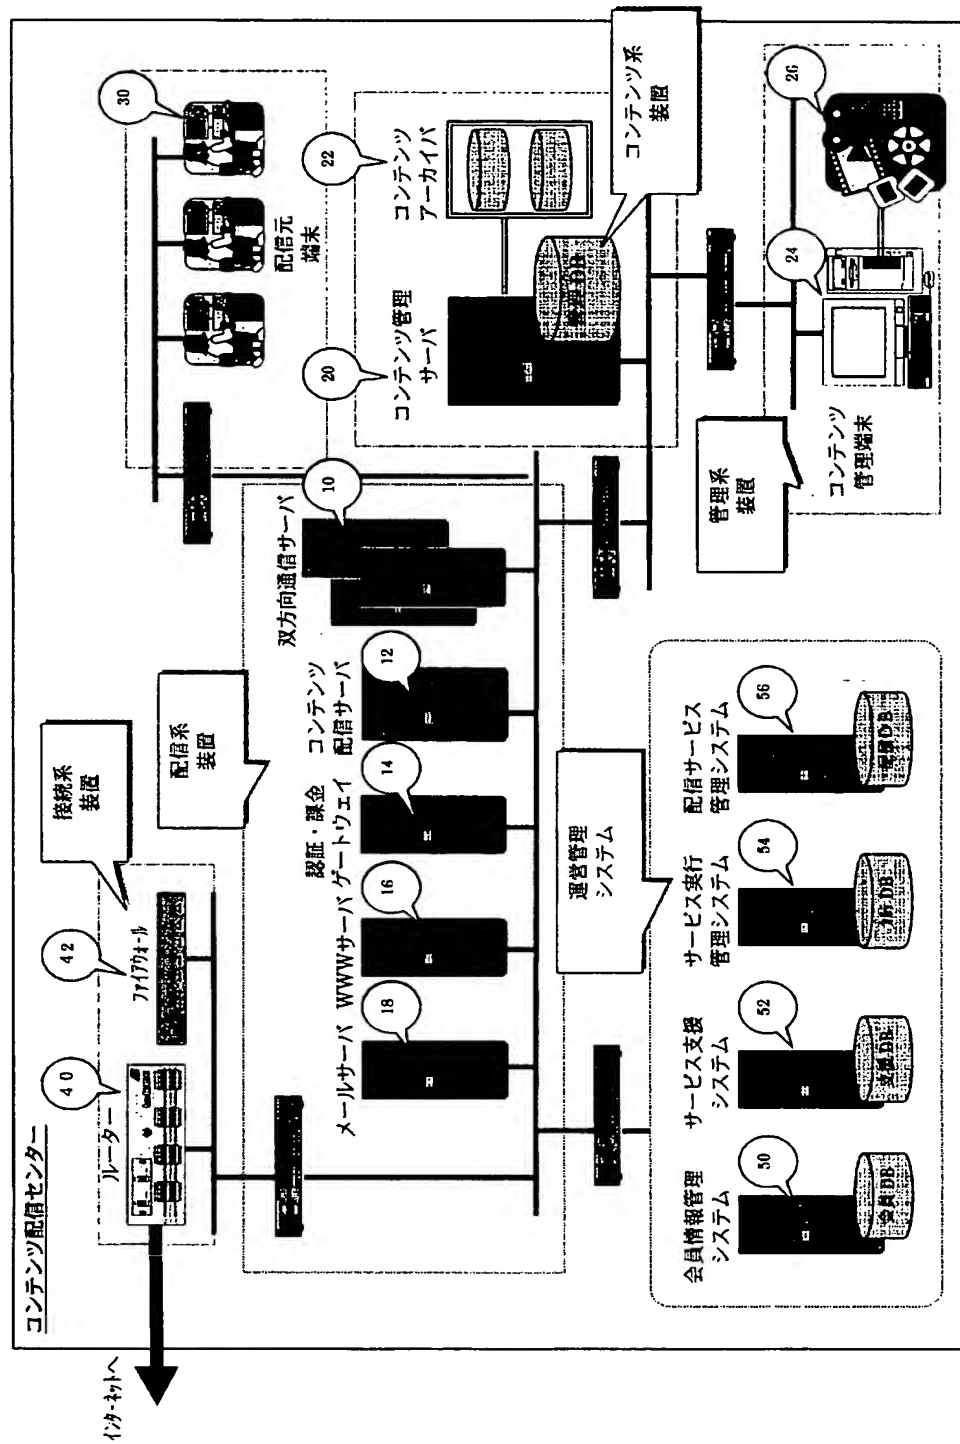 コンテンツ配信センター
インターネットへ
ルーター
40
ファイアウォール
42
接続系
装置
30
配信元
端末
配信系
装置
メールサーバ
18
WWWサーバ
16
認証・課金
ゲートウェイ
14
コンテンツ
配信サーバ
12
双方向通信サーバ
10
コンテンツ管理
サーバ
20
管理DB
コンテンツ
アーカイバ
22
コンテンツ系
装置
運営管理
システム
会員情報管理
システム
50
会員DB
サービス支援
システム
52
支援DB
サービス実行
管理システム
54
配信サービス
管理システム
56
管理系
装置
コンテンツ
管理端末
24
26